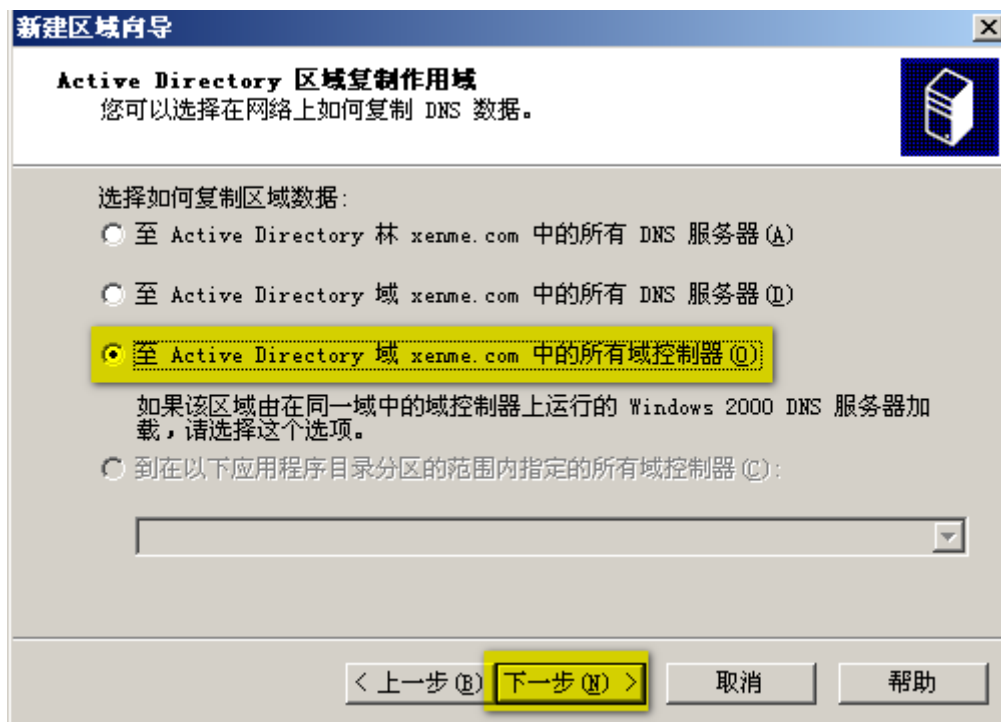 新建区域向导
Active Directory 区域复制作用域
您可以选择在网络上如何复制 DNS 数据。
选择如何复制区域数据:
至 Active Directory 林 xenme.com 中的所有 DNS 服务器(A)
至 Active Directory 域 xenme.com 中的所有 DNS 服务器(D)
至 Active Directory 域 xenme.com 中的所有域控制器(O)
如果该区域由在同一域中的域控制器上运行的 Windows 2000 DNS 服务器加
载,请选择这个选项。
到在以下应用程序目录分区的范围内指定的所有域控制器(C):
< 上一步(B) 下一步(N) > 取消 帮助